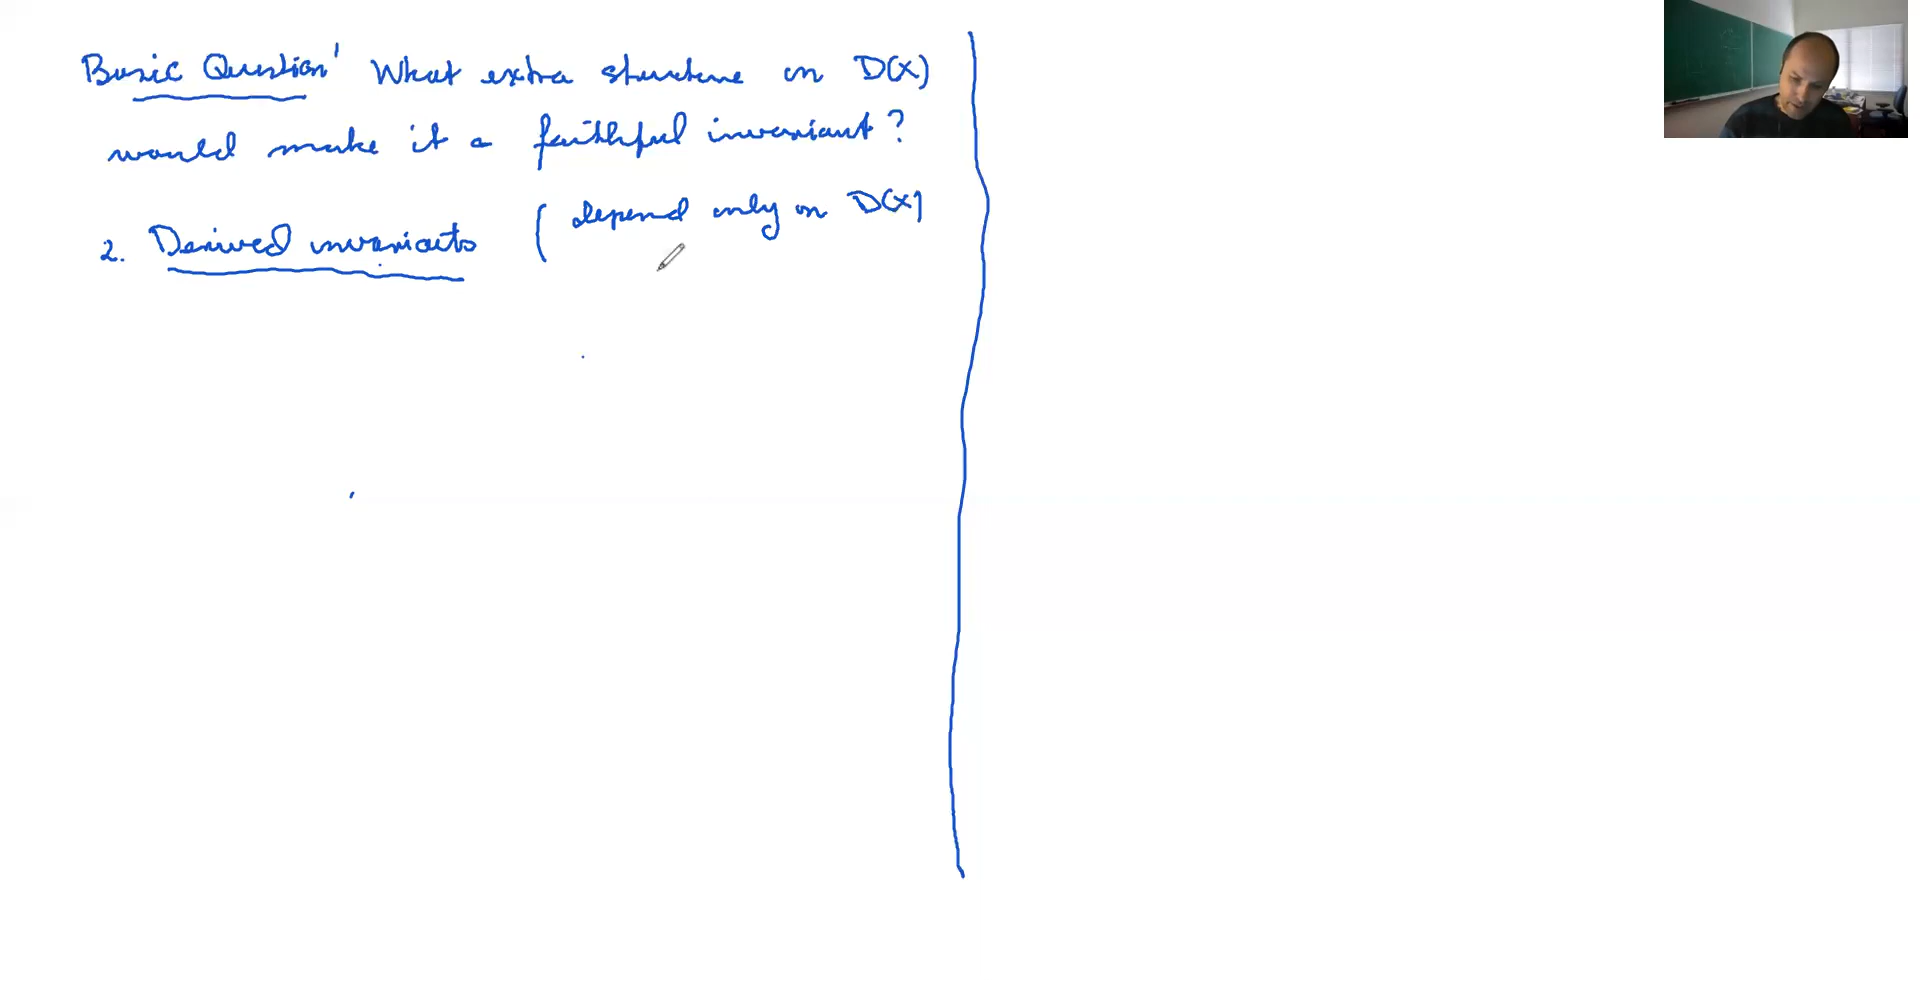 Basic Question' What extra structure on D(X)
would make it a faithful invariant?
2. Derived invariants ( depend only on D(X)